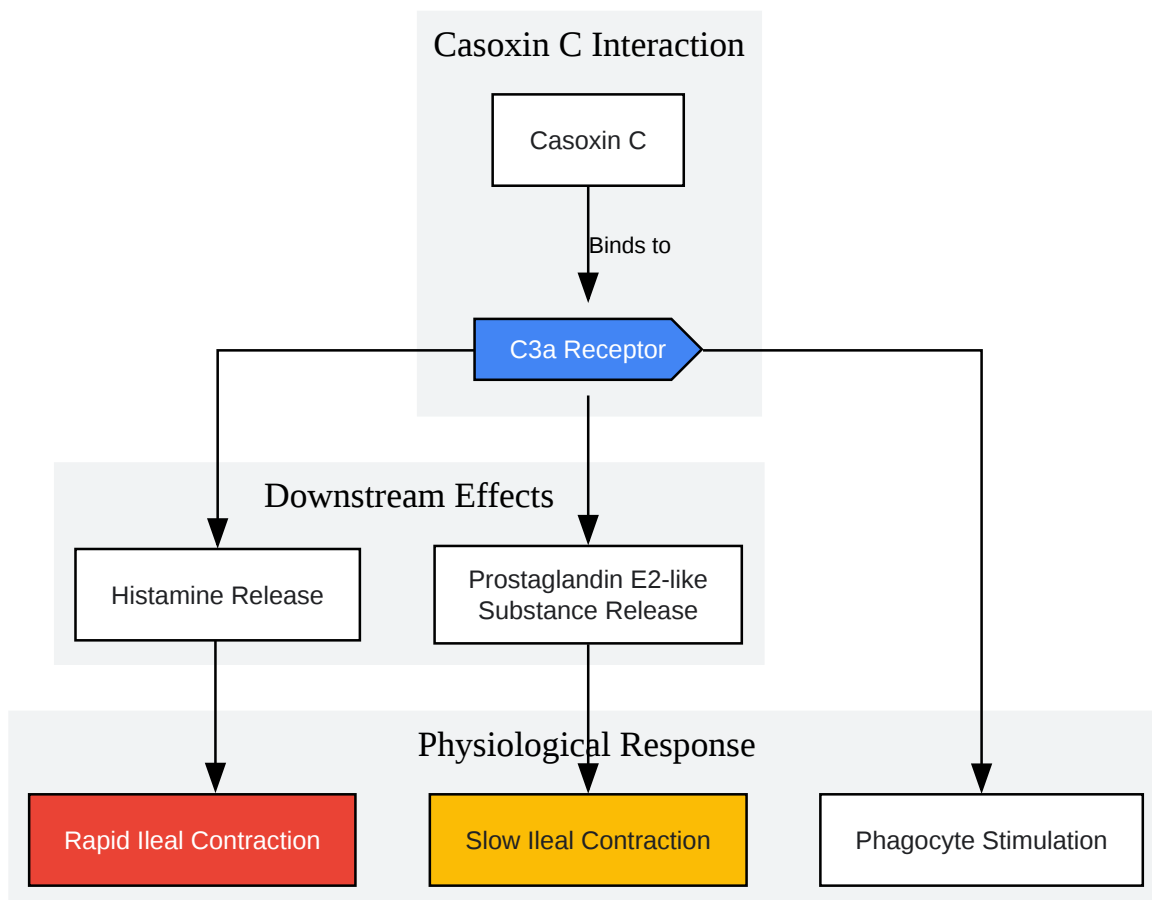 Casoxin C Interaction
Casoxin C
Binds to
C3a Receptor
Downstream Effects
Histamine Release
Prostaglandin E2-like
Substance Release
Physiological Response
Rapid Ileal Contraction
Slow Ileal Contraction
Phagocyte Stimulation